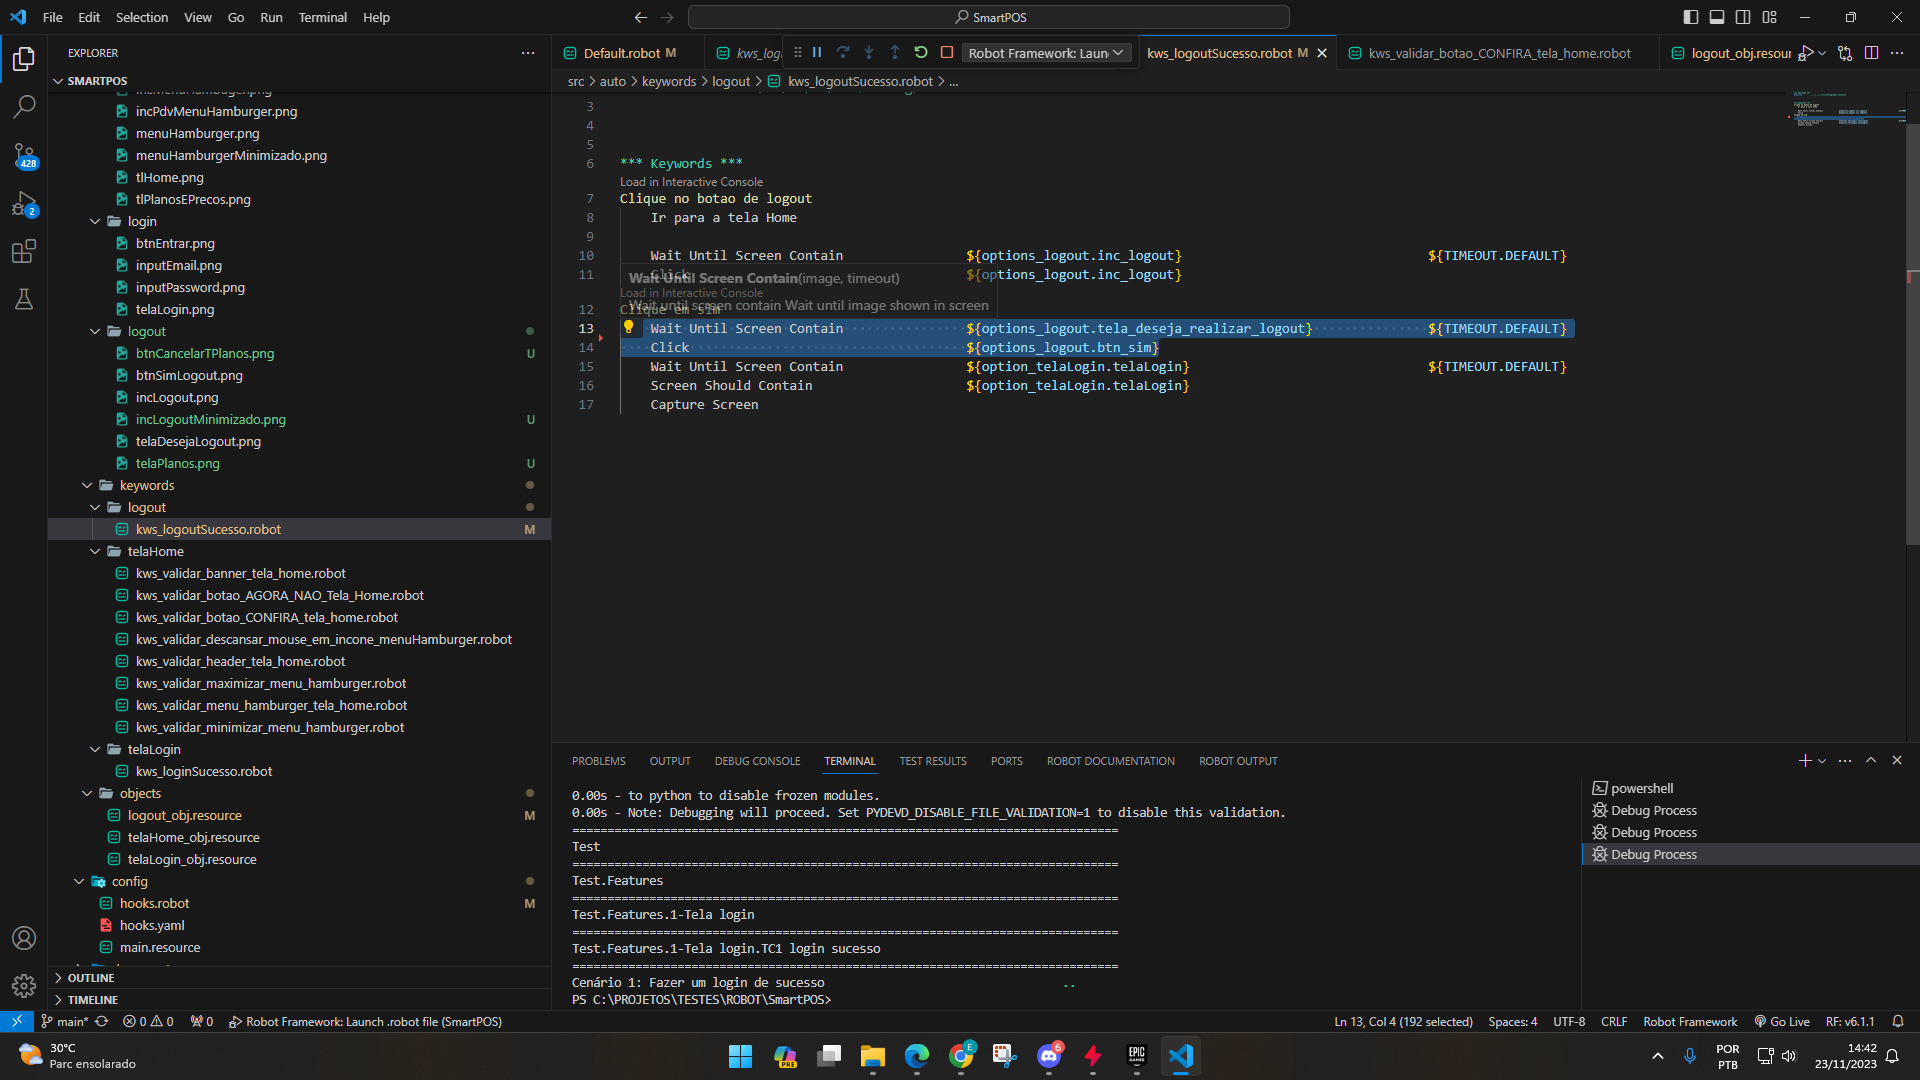 File Edit Selection View Go Run Terminal Help
SmartPOS
EXPLORER
SMARTPOS
incPdvMenuHamburger.png
menuHamburger.png
menuHamburgerMinimizado.png
tlHome.png
tlPlanosEPrecos.png
login
btnEntrar.png
inputEmail.png
inputPassword.png
telaLogin.png
logout
btnCancelarTPlanos.png U
btnSimLogout.png
incLogout.png
incLogoutMinimizado.png U
telaDesejaLogout.png
telaPlanos.png U
keywords
logout
kws_logoutSucesso.robot M
telaHome
kws_validar_banner_tela_home.robot
kws_validar_botao_AGORA_NAO_Tela_Home.robot
kws_validar_botao_CONFIRA_tela_home.robot
kws_validar_descansar_mouse_em_incone_menuHamburger.robot
kws_validar_header_tela_home.robot
kws_validar_maximizar_menu_hamburger.robot
kws_validar_menu_hamburger_tela_home.robot
kws_validar_minimizar_menu_hamburger.robot
telaLogin
kws_loginSucesso.robot
objects
logout_obj.resource M
telaHome_obj.resource
telaLogin_obj.resource
config
hooks.robot M
hooks.yaml
main.resource
OUTLINE
TIMELINE
428
2
Default.robot M
kws_log
Robot Framework: Laun
kws_logoutSucesso.robot M
kws_validar_botao_CONFIRA_tela_home.robot
logout_obj.resour
src > auto > keywords > logout > kws_logoutSucesso.robot > ...
3
4
5
6 *** Keywords ***
Load in Interactive Console
7 Clique no botao de logout
8 Ir para a tela Home
9
10 Wait Until Screen Contain ${options_logout.inc_logout} ${TIMEOUT.DEFAULT}
11 Click ${options_logout.inc_logout}
Wait Until Screen Contain(image, timeout)
Load in Interactive Console
Wait until screen contain Wait until image shown in screen
12 Clique em sim
13 Wait Until Screen Contain ${options_logout.tela_deseja_realizar_logout} ${TIMEOUT.DEFAULT}
14 Click ${options_logout.btn_sim}
15 Wait Until Screen Contain ${option_telaLogin.telaLogin} ${TIMEOUT.DEFAULT}
16 Screen Should Contain ${option_telaLogin.telaLogin}
17 Capture Screen
PROBLEMS OUTPUT DEBUG CONSOLE TERMINAL TEST RESULTS PORTS ROBOT DOCUMENTATION ROBOT OUTPUT
0.00s - to python to disable frozen modules.
0.00s - Note: Debugging will proceed. Set PYDEVD_DISABLE_FILE_VALIDATION=1 to disable this validation.
==============================================================================
Test
==============================================================================
Test.Features
==============================================================================
Test.Features.1-Tela login
==============================================================================
Test.Features.1-Tela login.TC1 login sucesso
==============================================================================
Cenário 1: Fazer um login de sucesso ..
PS C:\PROJETOS\TESTES\ROBOT\SmartPOS>
powershell
Debug Process
Debug Process
Debug Process
main* 0 0 0 Robot Framework: Launch .robot file (SmartPOS)
Ln 13, Col 4 (192 selected) Spaces: 4 UTF-8 CRLF Robot Framework Go Live RF: v6.1.1
30°C
Parc ensolarado
PRE
E
6
EPIC GAMES
POR
PTB
14:42
23/11/2023